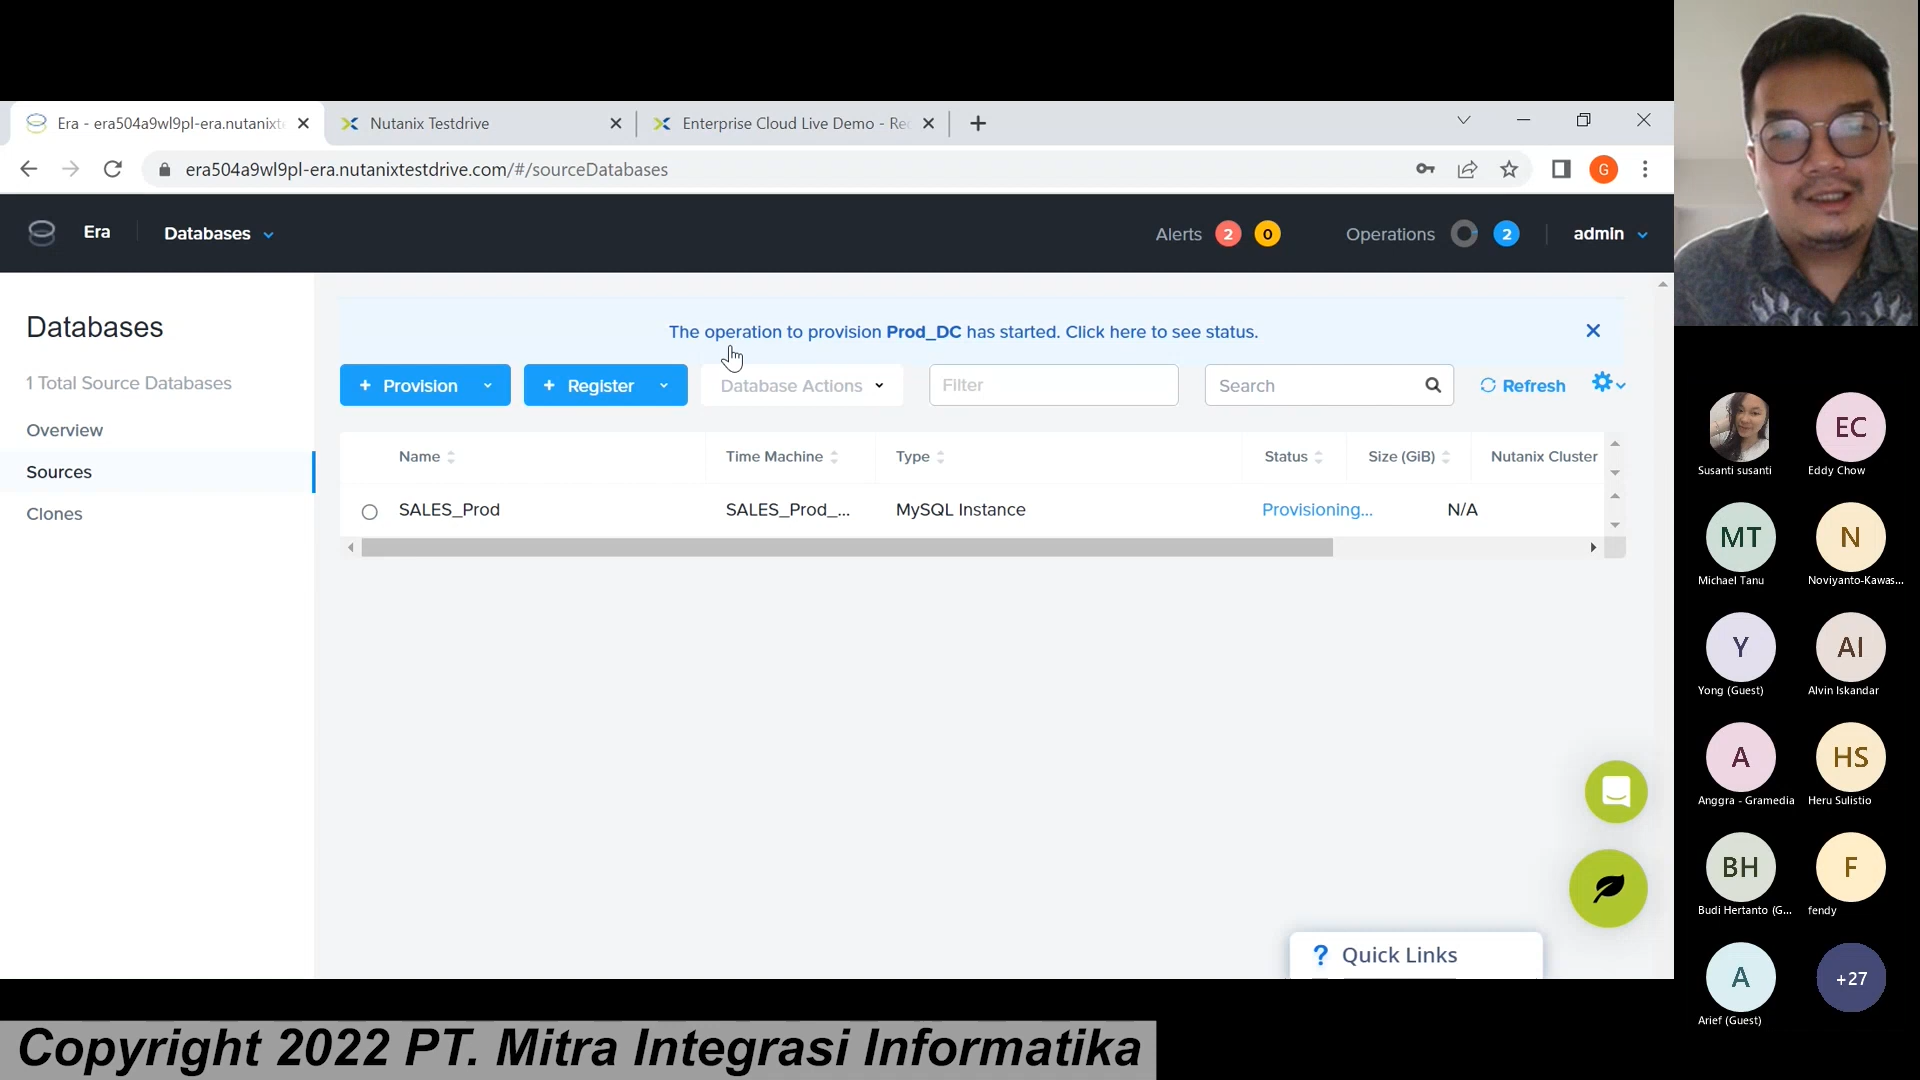 Era - era504a9wl9pl-era.nutanixt
Nutanix Testdrive
Enterprise Cloud Live Demo - Rec
era504a9wl9pl-era.nutanixtestdrive.com/#/sourceDatabases
G
Era
Databases
Alerts 2 0
Operations 2
admin
Databases
1 Total Source Databases
Overview
Sources
Clones
The operation to provision Prod_DC has started. Click here to see status.
+ Provision
+ Register
Database Actions
Filter
Search
Refresh
Name Time Machine Type Status Size (GiB) Nutanix Cluster
SALES_Prod SALES_Prod_... MySQL Instance Provisioning... N/A
? Quick Links
Susanti susanti
EC
Eddy Chow
MT
Michael Tanu
N
Noviyanto-Kawas...
Y
Yong (Guest)
AI
Alvin Iskandar
A
Anggra - Gramedia
HS
Heru Sulistio
BH
Budi Hertanto (G...
F
fendy
A
Arief (Guest)
+27
Copyright 2022 PT. Mitra Integrasi Informatika